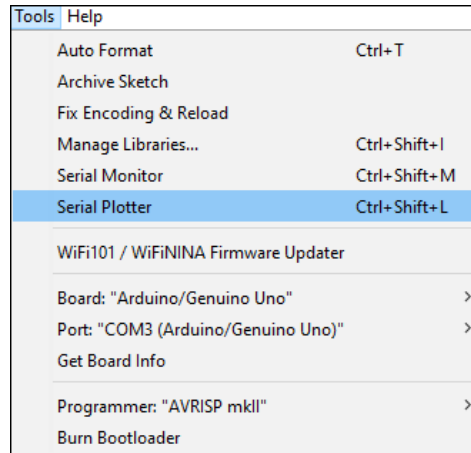 Tools Help
Auto Format Ctrl+T
Archive Sketch
Fix Encoding & Reload
Manage Libraries... Ctrl+Shift+I
Serial Monitor Ctrl+Shift+M
Serial Plotter Ctrl+Shift+L
WiFi101 / WiFiNINA Firmware Updater
Board: "Arduino/Genuino Uno"
Port: "COM3 (Arduino/Genuino Uno)"
Get Board Info
Programmer: "AVRISP mkII"
Burn Bootloader